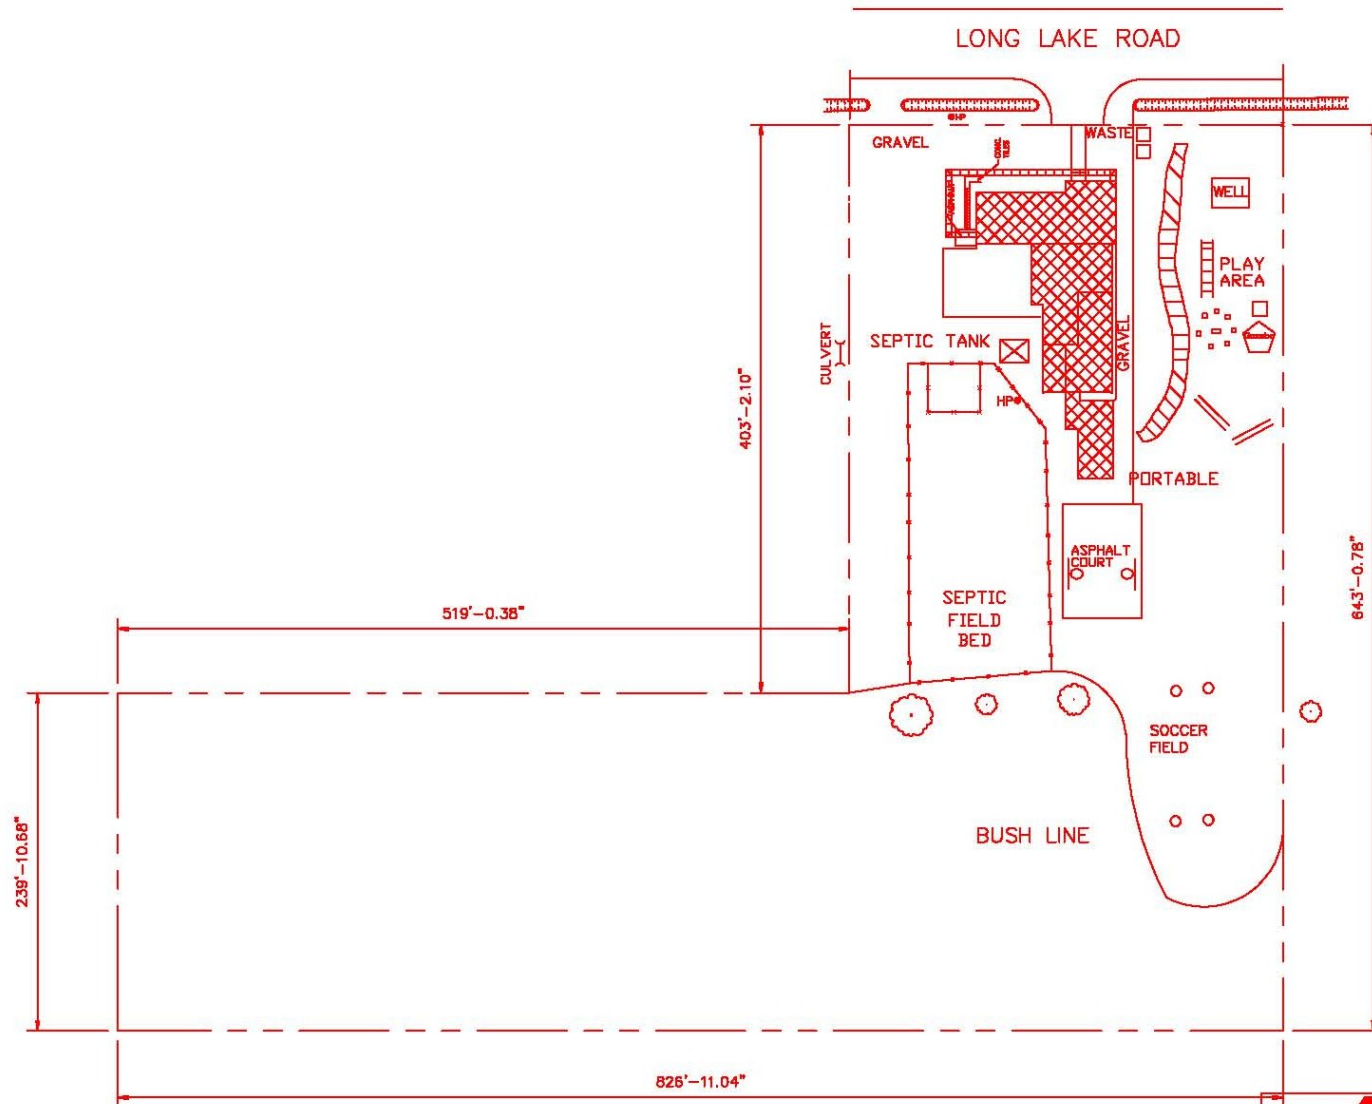 LONG LAKE ROAD
GRAVEL
WASTE
WELL
PLAY
AREA
CULVERT
SEPTIC TANK
GRAVEL
HP
403'-2.10"
PORTABLE
ASPHALT
COURT
643'-0.78"
SEPTIC
FIELD
BED
519'-0.38"
SOCCER
FIELD
BUSH LINE
239'-10.68"
826'-11.04"